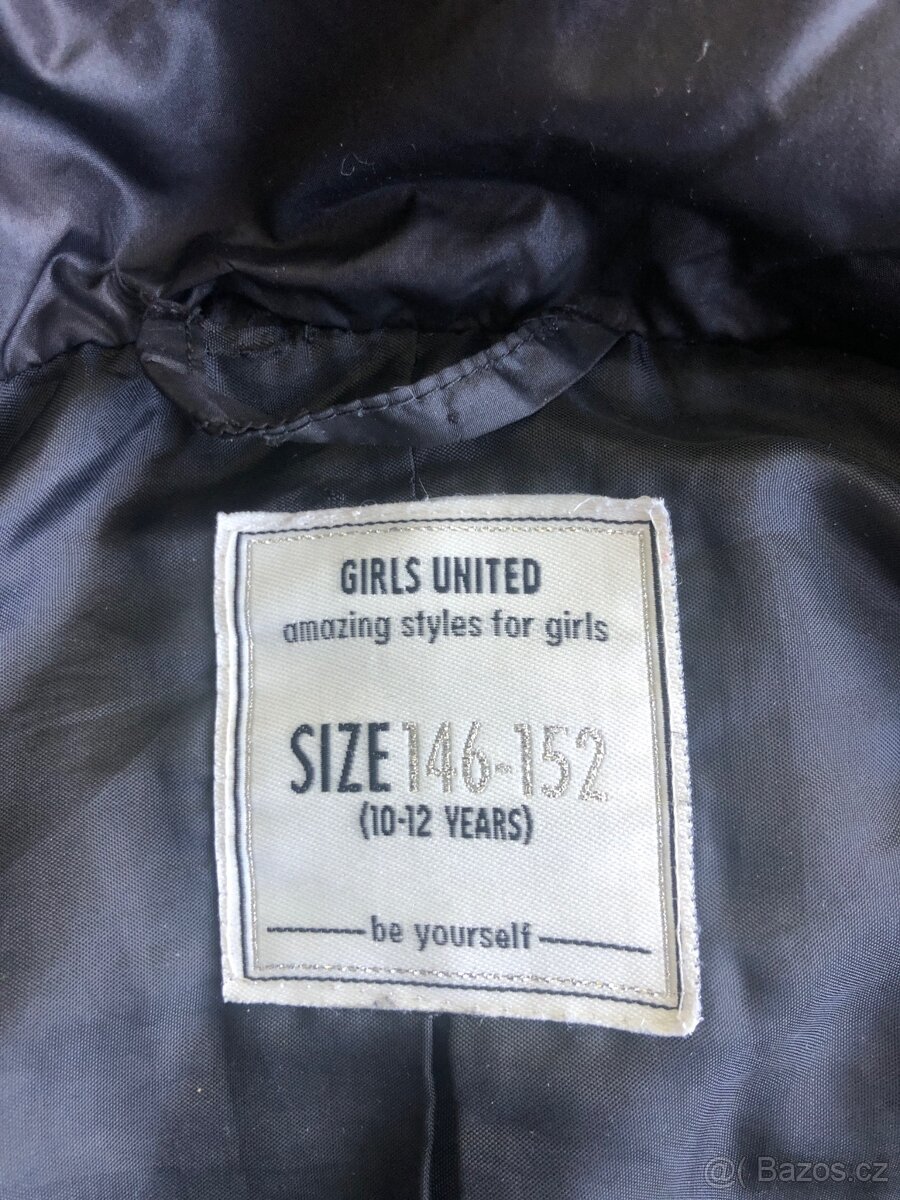 GIRLS UNITED
amazing styles for girls
SIZE 146-152
(10-12 YEARS)
be yourself
@( Bazos.cz